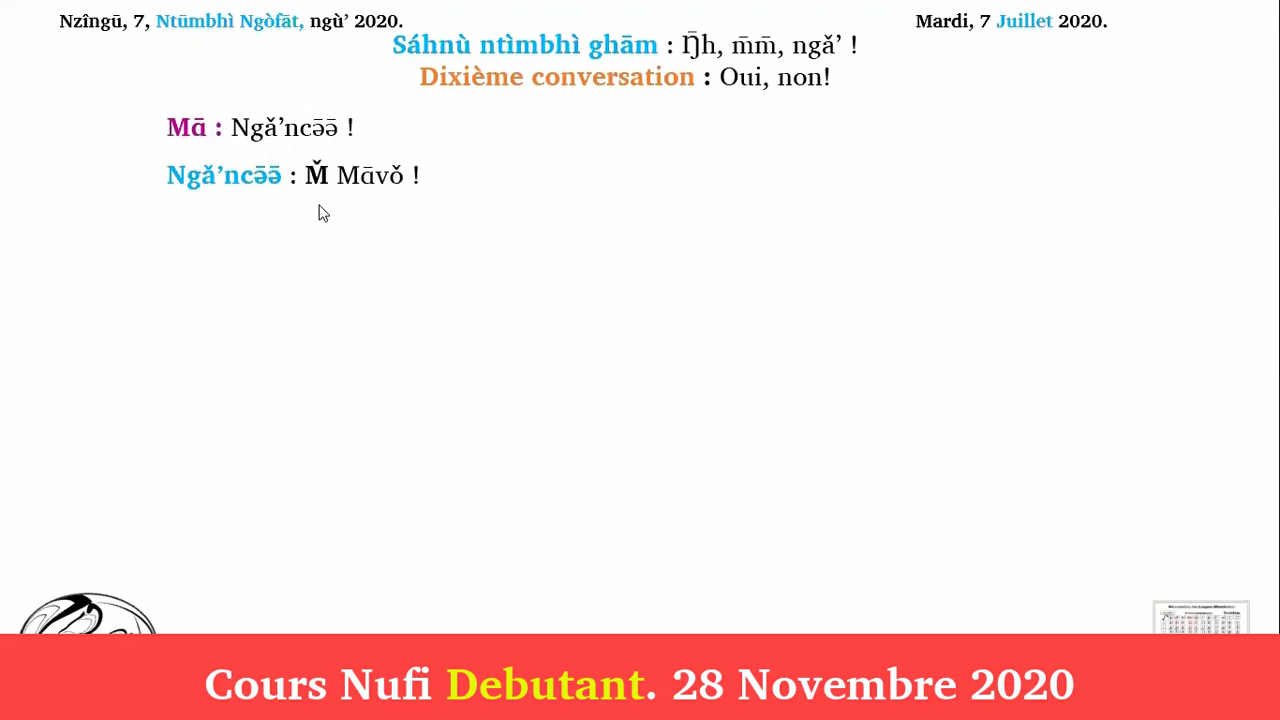 Nzîngū, 7, Ntūmbhì Ngòfāt, ngù’ 2020. Mardi, 7 Juillet 2020.
Sáhnù ntìmbhì ghām : Ŋ̄h, m̄m̄, ngǎ’ !
Dixième conversation : Oui, non!
Mā : Ngǎ’ncə̄ə̄ !
Ngǎ’ncə̄ə̄ : M̌ Māvǒ !
Cours Nufi Debutant. 28 Novembre 2020